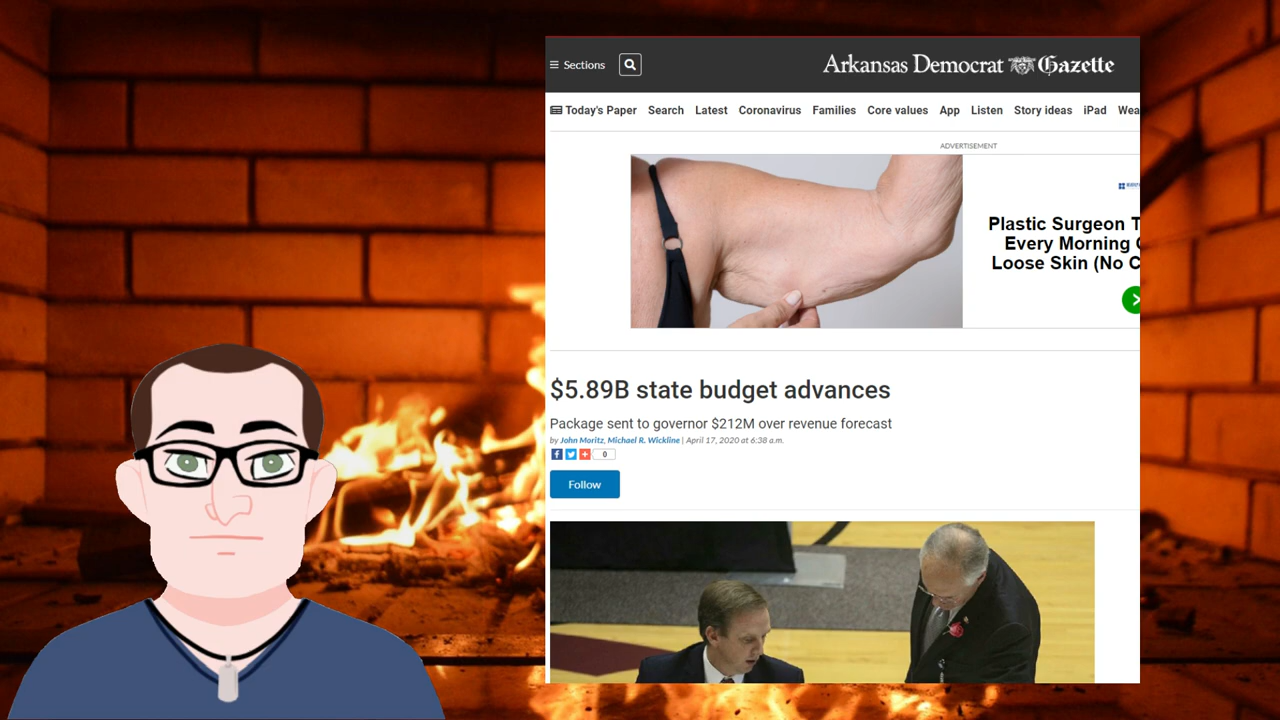 Sections
Arkansas Democrat Gazette
Today's Paper Search Latest Coronavirus Families Core values App Listen Story ideas iPad
ADVERTISEMENT
Plastic Surgeon
Every Morning
Loose Skin (No
$5.89B state budget advances
Package sent to governor $212M over revenue forecast
by John Moritz, Michael R. Wickline | April 17, 2020 at 6:38 a.m.
0
Follow